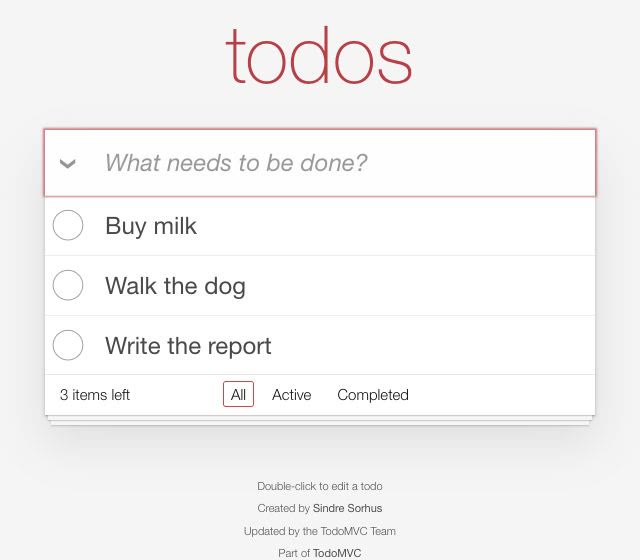 todos
What needs to be done?
Buy milk
Walk the dog
Write the report
3 items left All Active Completed
Double-click to edit a todo
Created by Sindre Sorhus
Updated by the TodoMVC Team
Part of TodoMVC